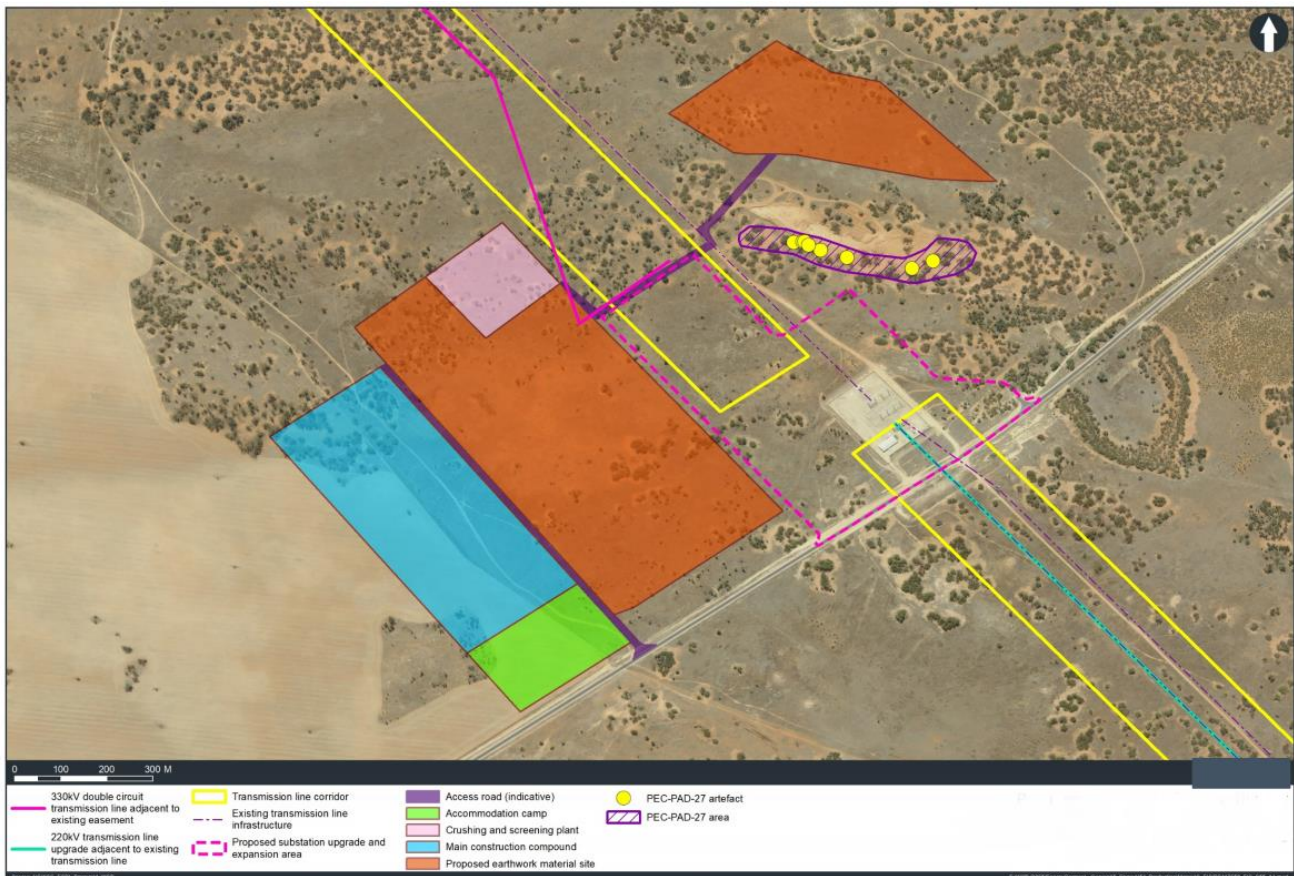 0 100 200 300 M
330kV double circuit
transmission line adjacent to
existing easement
220kV transmission line
upgrade adjacent to existing
transmission line
Transmission line corridor
Existing transmission line
infrastructure
Proposed substation upgrade and
expansion area
Access road (indicative)
Accommodation camp
Crushing and screening plant
Main construction compound
Proposed earthwork material site
PEC-PAD-27 artefact
PEC-PAD-27 area